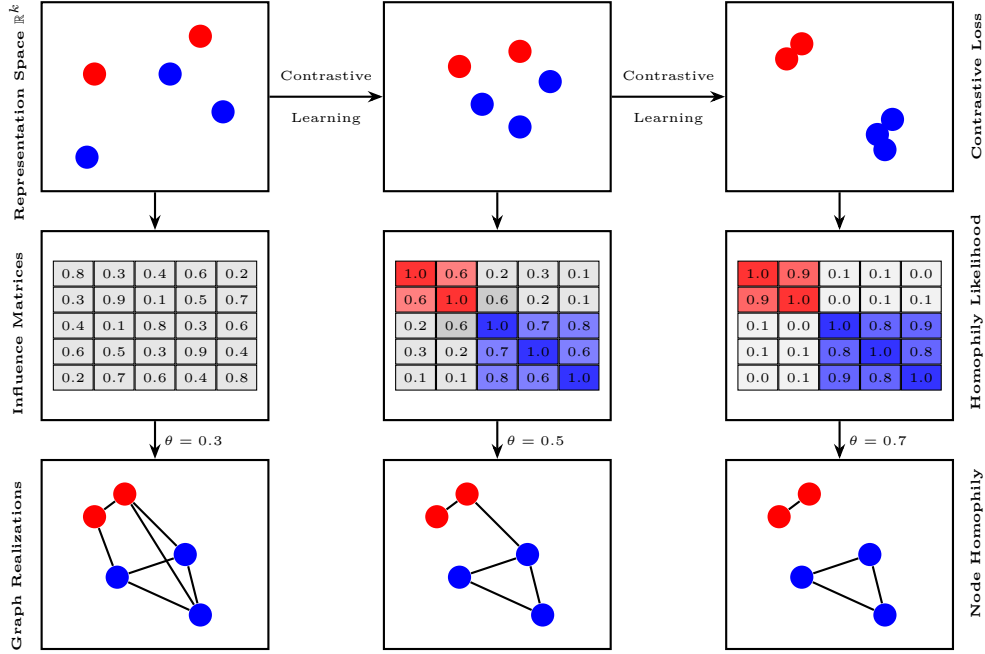 Representation Space ℝ^k
Contrastive
Learning
Contrastive
Learning
Contrastive Loss
Influence Matrices
0.8 0.3 0.4 0.6 0.2
0.3 0.9 0.1 0.5 0.7
0.4 0.1 0.8 0.3 0.6
0.6 0.5 0.3 0.9 0.4
0.2 0.7 0.6 0.4 0.8
1.0 0.6 0.2 0.3 0.1
0.6 1.0 0.6 0.2 0.1
0.2 0.6 1.0 0.7 0.8
0.3 0.2 0.7 1.0 0.6
0.1 0.1 0.8 0.6 1.0
1.0 0.9 0.1 0.1 0.0
0.9 1.0 0.0 0.1 0.1
0.1 0.0 1.0 0.8 0.9
0.1 0.1 0.8 1.0 0.8
0.0 0.1 0.9 0.8 1.0
Homophily Likelihood
θ = 0.3
θ = 0.5
θ = 0.7
Graph Realizations
Node Homophily